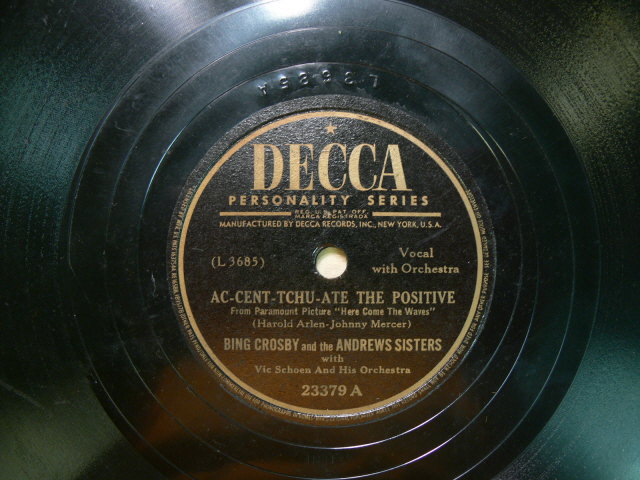 DECCA
PERSONALITY SERIES
REG. U.S. PAT. OFF.
MARCA REGISTRADA
MANUFACTURED BY DECCA RECORDS, INC., NEW YORK, U.S.A.
(L 3685)
Vocal
with Orchestra
AC-CENT-TCHU-ATE THE POSITIVE
From Paramount Picture "Here Come The Waves"
(Harold Arlen-Johnny Mercer)
BING CROSBY and the ANDREWS SISTERS
with
Vic Schoen And His Orchestra
23379 A